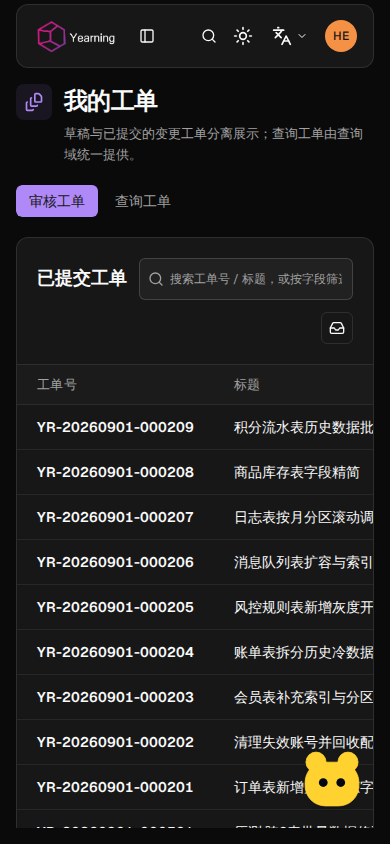 Yearning
HE
我的工单
草稿与已提交的变更工单分离展示；查询工单由查询
域统一提供。
审核工单 查询工单
已提交工单
搜索工单号 / 标题，或按字段筛选
工单号 标题
YR-20260901-000209 积分流水表历史数据批
YR-20260901-000208 商品库存表字段精简
YR-20260901-000207 日志表按月分区滚动调
YR-20260901-000206 消息队列表扩容与索引
YR-20260901-000205 风控规则表新增灰度开
YR-20260901-000204 账单表拆分历史冷数据
YR-20260901-000203 会员表补充索引与分区
YR-20260901-000202 清理失效账号并回收配
YR-20260901-000201 订单表新增